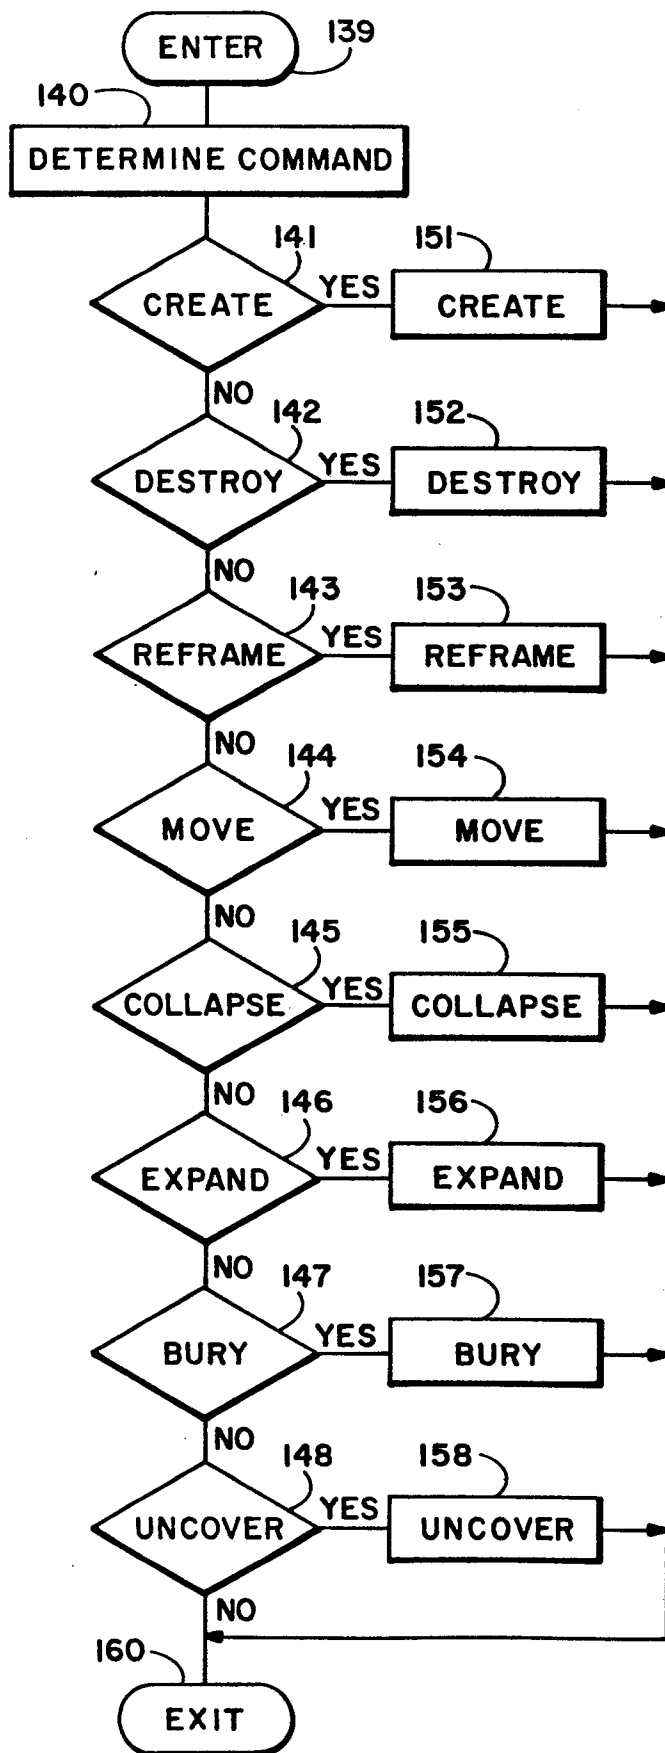 ENTER
139
140
DETERMINE COMMAND
141
151
CREATE
YES
CREATE
NO
142
152
DESTROY
YES
DESTROY
NO
143
153
REFRAME
YES
REFRAME
NO
144
154
MOVE
YES
MOVE
NO
145
155
COLLAPSE
YES
COLLAPSE
NO
146
156
EXPAND
YES
EXPAND
NO
147
157
BURY
YES
BURY
NO
148
158
UNCOVER
YES
UNCOVER
NO
160
EXIT